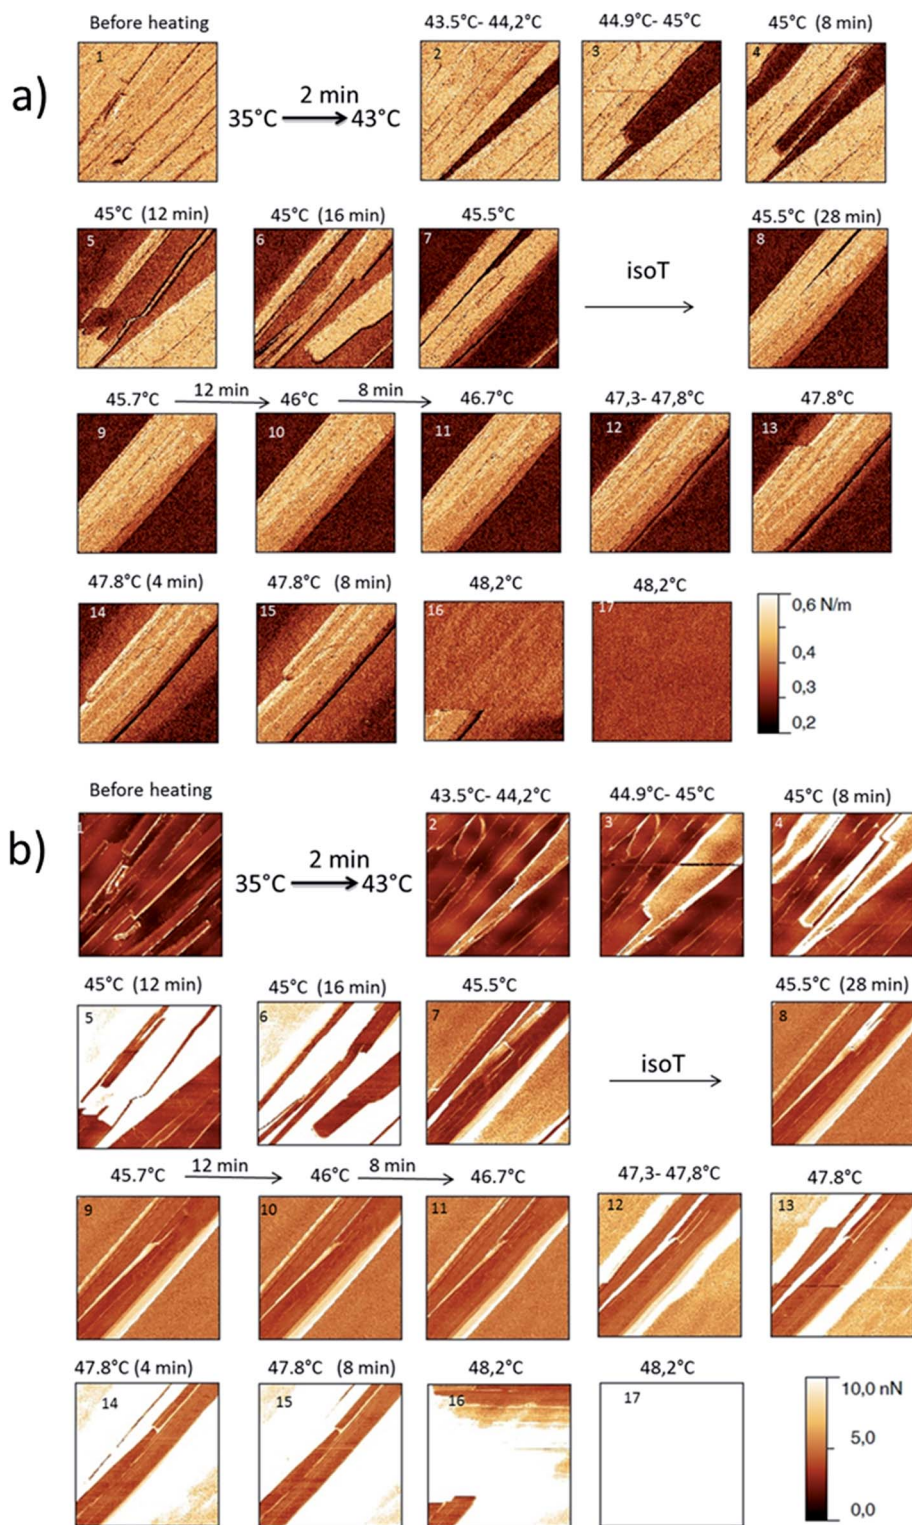 Before heating 43.5°C- 44,2°C 44.9°C- 45°C 45°C (8 min)
1 2 3 4
a) 2 min
35°C 43°C
45°C (12 min) 45°C (16 min) 45.5°C 45.5°C (28 min)
5 6 7 8
isoT
45.7°C 12 min 46°C 8 min 46.7°C 47,3- 47,8°C 47.8°C
9 10 11 12 13
47.8°C (4 min) 47.8°C (8 min) 48,2°C 48,2°C
14 15 16 17
0,6 N/m
0,4
0,3
0,2
Before heating 43.5°C- 44,2°C 44.9°C- 45°C 45°C (8 min)
1 2 3 4
b) 2 min
35°C 43°C
45°C (12 min) 45°C (16 min) 45.5°C 45.5°C (28 min)
5 6 7 8
isoT
45.7°C 12 min 46°C 8 min 46.7°C 47,3- 47,8°C 47.8°C
9 10 11 12 13
47.8°C (4 min) 47.8°C (8 min) 48,2°C 48,2°C
14 15 16 17
10,0 nN
5,0
0,0